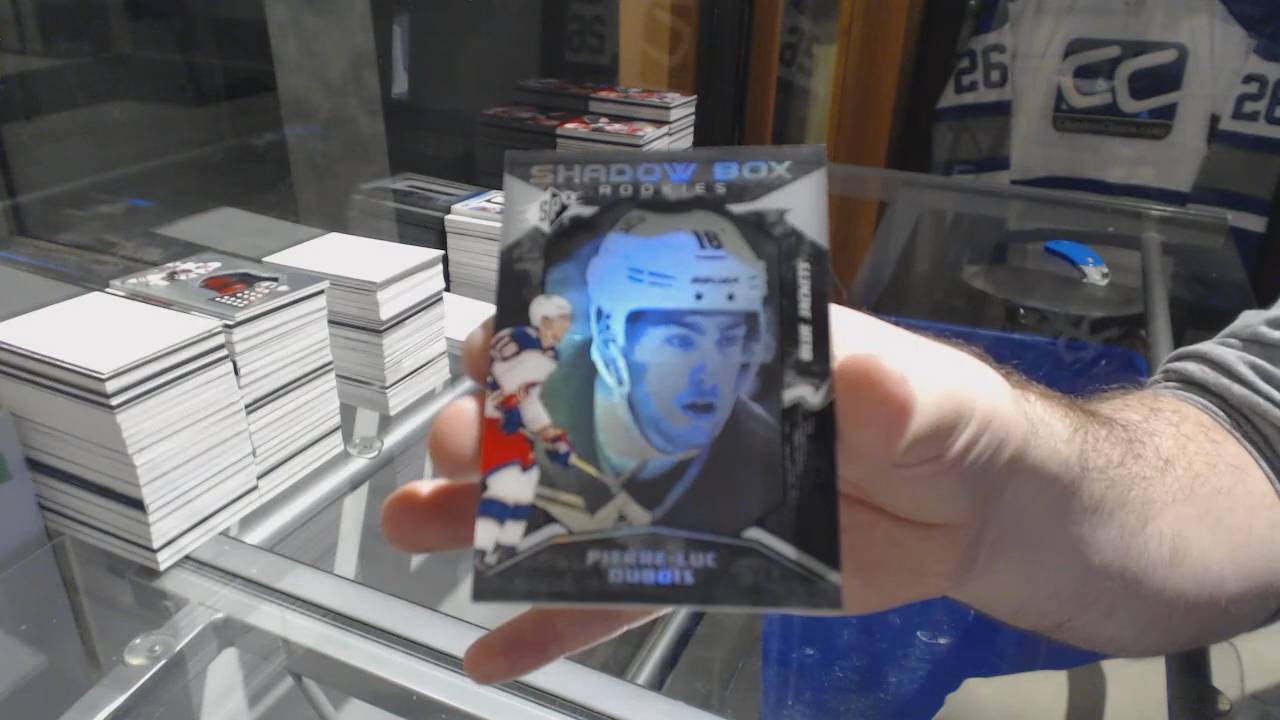 SHADOW BOX
ROOKIES
SPx
18
BLUE JACKETS
PIERRE-LUC
DUBOIS
26
CC
26